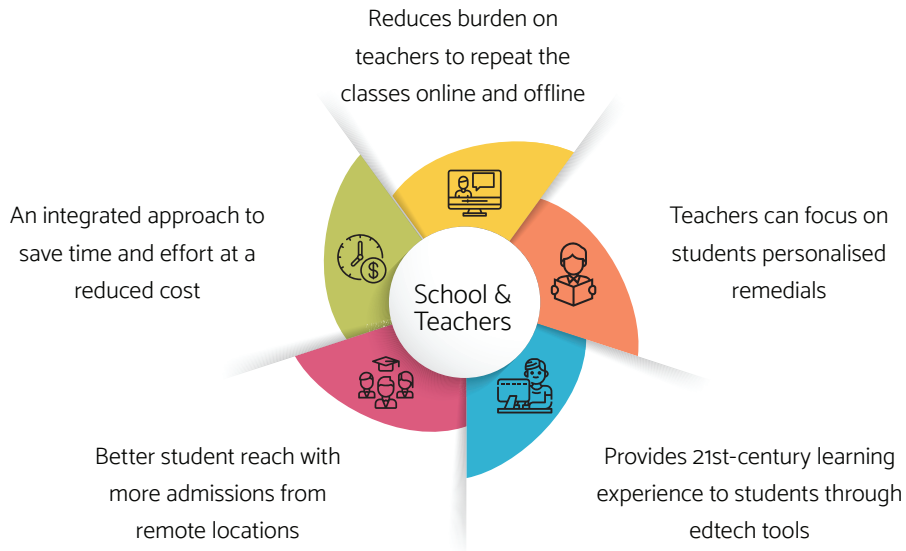 Reduces burden on
teachers to repeat the
classes online and offline
An integrated approach to
save time and effort at a
reduced cost
Teachers can focus on
students personalised
remedials
School &
Teachers
Better student reach with
more admissions from
remote locations
Provides 21st-century learning
experience to students through
edtech tools